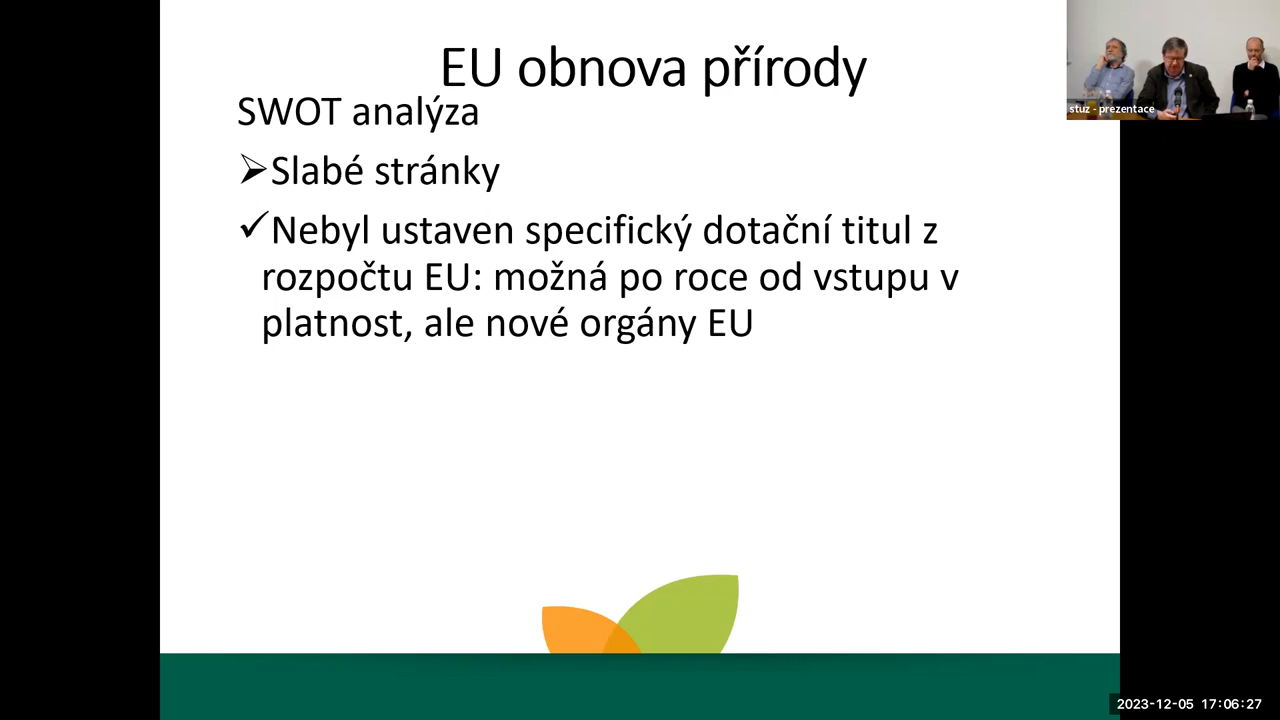 EU obnova přírody
SWOT analýza
➢Slabé stránky
✓Nebyl ustaven specifický dotační titul z
rozpočtu EU: možná po roce od vstupu v
platnost, ale nové orgány EU
stuz - prezentace
2023-12-05 17:06:27